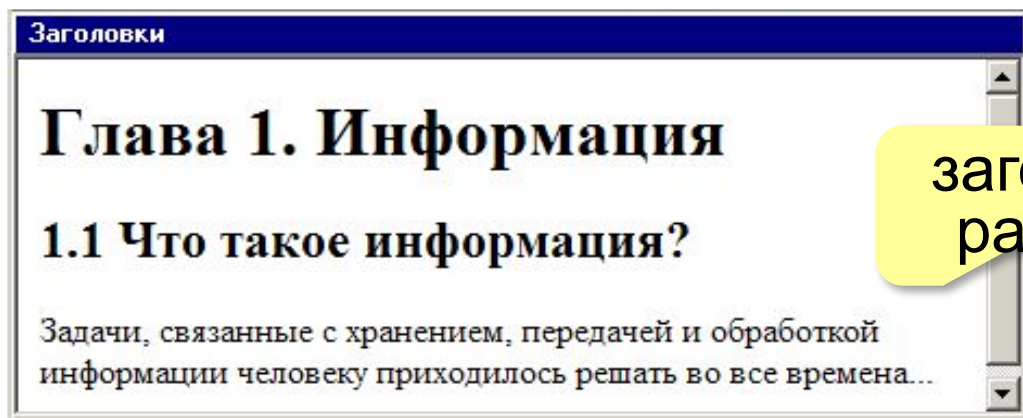 Заголовки
Глава 1. Информация
1.1 Что такое информация?
Задачи, связанные с хранением, передачей и обработкой
информации человеку приходилось решать во все времена...